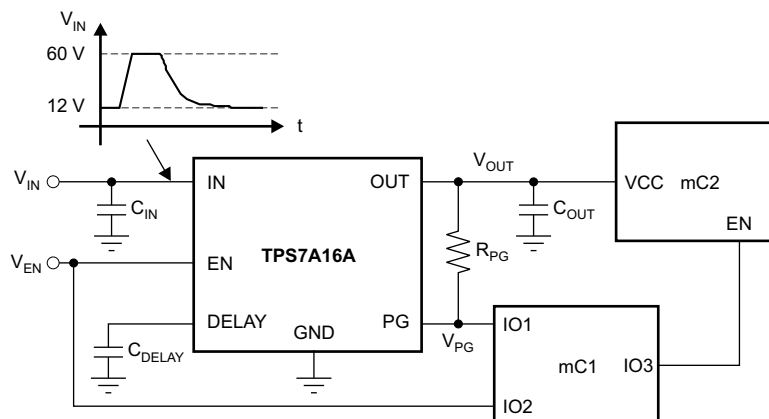 V_IN
60 V
12 V
t
V_IN
C_IN
IN
OUT
V_OUT
C_OUT
VCC
mC2
EN
V_EN
EN
TPS7A16A
R_PG
DELAY
GND
PG
V_PG
C_DELAY
IO1
mC1
IO3
IO2